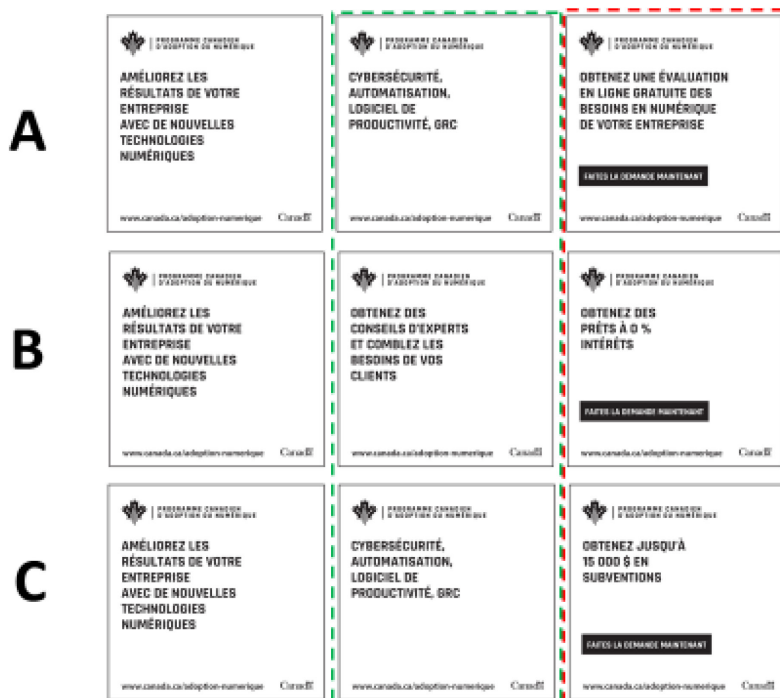 A
PROGRAMME CANADIEN
D'ADOPTION DU NUMÉRIQUE
AMÉLIOREZ LES
RÉSULTATS DE VOTRE
ENTREPRISE
AVEC DE NOUVELLES
TECHNOLOGIES
NUMÉRIQUES
www.canada.ca/adoption-numerique Canada
PROGRAMME CANADIEN
D'ADOPTION DU NUMÉRIQUE
CYBERSÉCURITÉ,
AUTOMATISATION,
LOGICIEL DE
PRODUCTIVITÉ, GRC
www.canada.ca/adoption-numerique Canada
PROGRAMME CANADIEN
D'ADOPTION DU NUMÉRIQUE
OBTENEZ UNE ÉVALUATION
EN LIGNE GRATUITE DES
BESOINS EN NUMÉRIQUE
DE VOTRE ENTREPRISE
FAITES LA DEMANDE MAINTENANT
www.canada.ca/adoption-numerique Canada
B
PROGRAMME CANADIEN
D'ADOPTION DU NUMÉRIQUE
AMÉLIOREZ LES
RÉSULTATS DE VOTRE
ENTREPRISE
AVEC DE NOUVELLES
TECHNOLOGIES
NUMÉRIQUES
www.canada.ca/adoption-numerique Canada
PROGRAMME CANADIEN
D'ADOPTION DU NUMÉRIQUE
OBTENEZ DES
CONSEILS D'EXPERTS
ET COMBLEZ LES
BESOINS DE VOS
CLIENTS
www.canada.ca/adoption-numerique Canada
PROGRAMME CANADIEN
D'ADOPTION DU NUMÉRIQUE
OBTENEZ DES
PRÊTS À 0 %
INTÉRÊTS
FAITES LA DEMANDE MAINTENANT
www.canada.ca/adoption-numerique Canada
C
PROGRAMME CANADIEN
D'ADOPTION DU NUMÉRIQUE
AMÉLIOREZ LES
RÉSULTATS DE VOTRE
ENTREPRISE
AVEC DE NOUVELLES
TECHNOLOGIES
NUMÉRIQUES
www.canada.ca/adoption-numerique Canada
PROGRAMME CANADIEN
D'ADOPTION DU NUMÉRIQUE
CYBERSÉCURITÉ,
AUTOMATISATION,
LOGICIEL DE
PRODUCTIVITÉ, GRC
www.canada.ca/adoption-numerique Canada
PROGRAMME CANADIEN
D'ADOPTION DU NUMÉRIQUE
OBTENEZ JUSQU'À
15 000 $ EN
SUBVENTIONS
FAITES LA DEMANDE MAINTENANT
www.canada.ca/adoption-numerique Canada